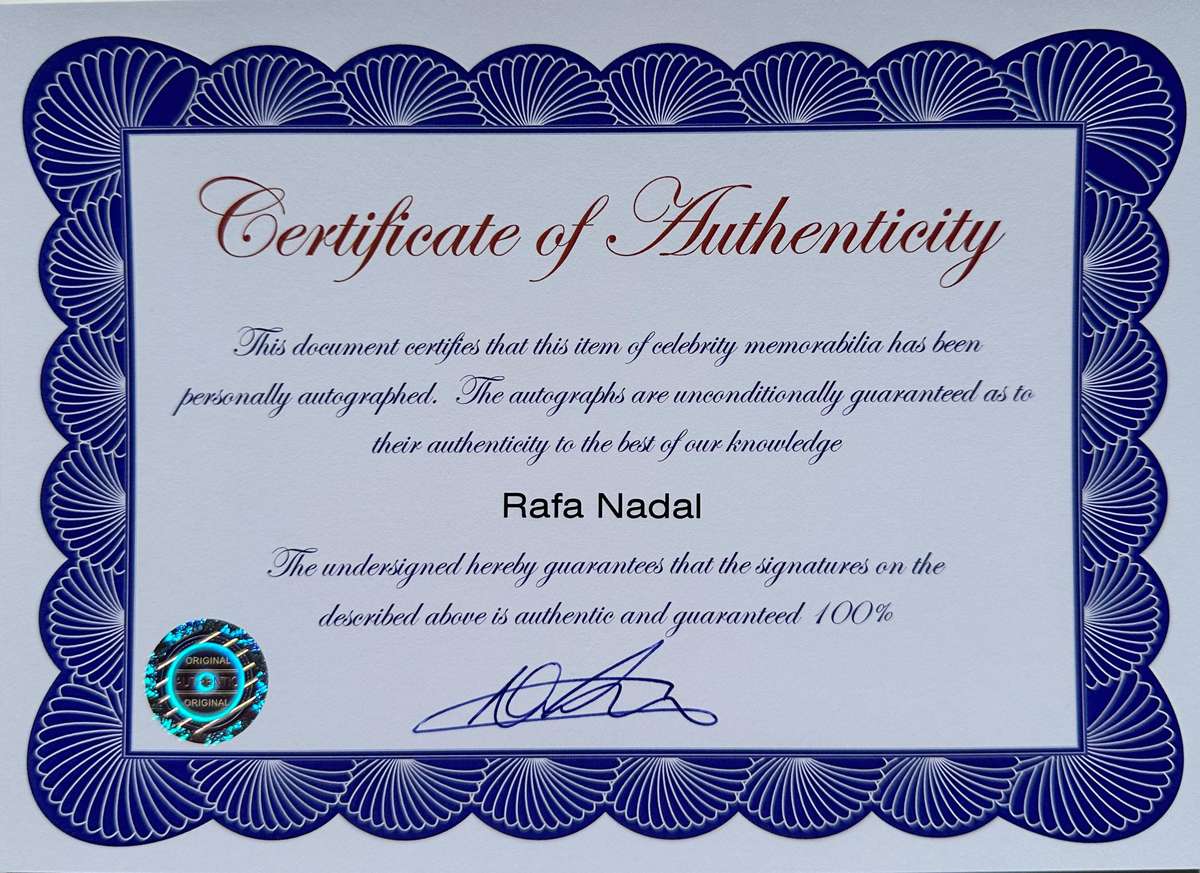 Certificate of Authenticity
This document certifies that this item of celebrity memorabilia has been
personally autographed. The autographs are unconditionally guaranteed as to
their authenticity to the best of our knowledge
Rafa Nadal
The undersigned hereby guarantees that the signatures on the
described above is authentic and guaranteed 100%
ORIGINAL
AUTHENTIC
ORIGINAL